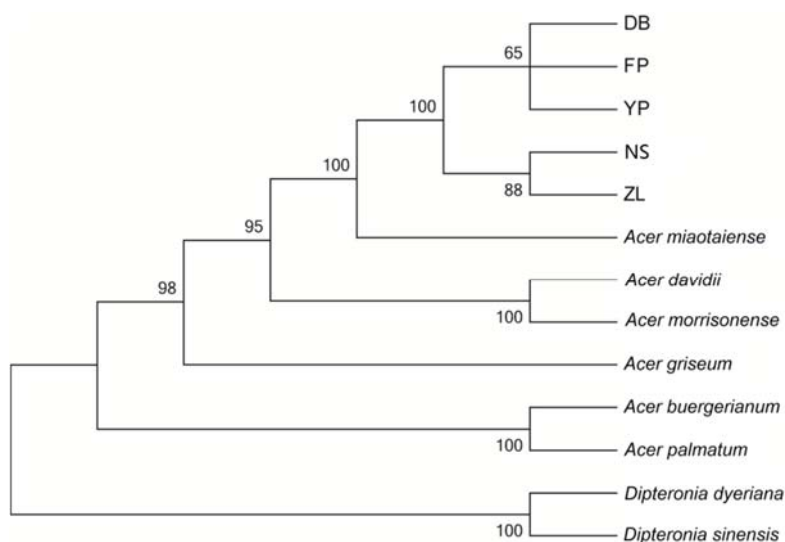 DB
65
FP
100
YP
NS
100
88
ZL
95
Acer miaotaiense
98
Acer davidii
100
Acer morrisonense
Acer griseum
Acer buergerianum
100
Acer palmatum
Dipteronia dyeriana
100
Dipteronia sinensis